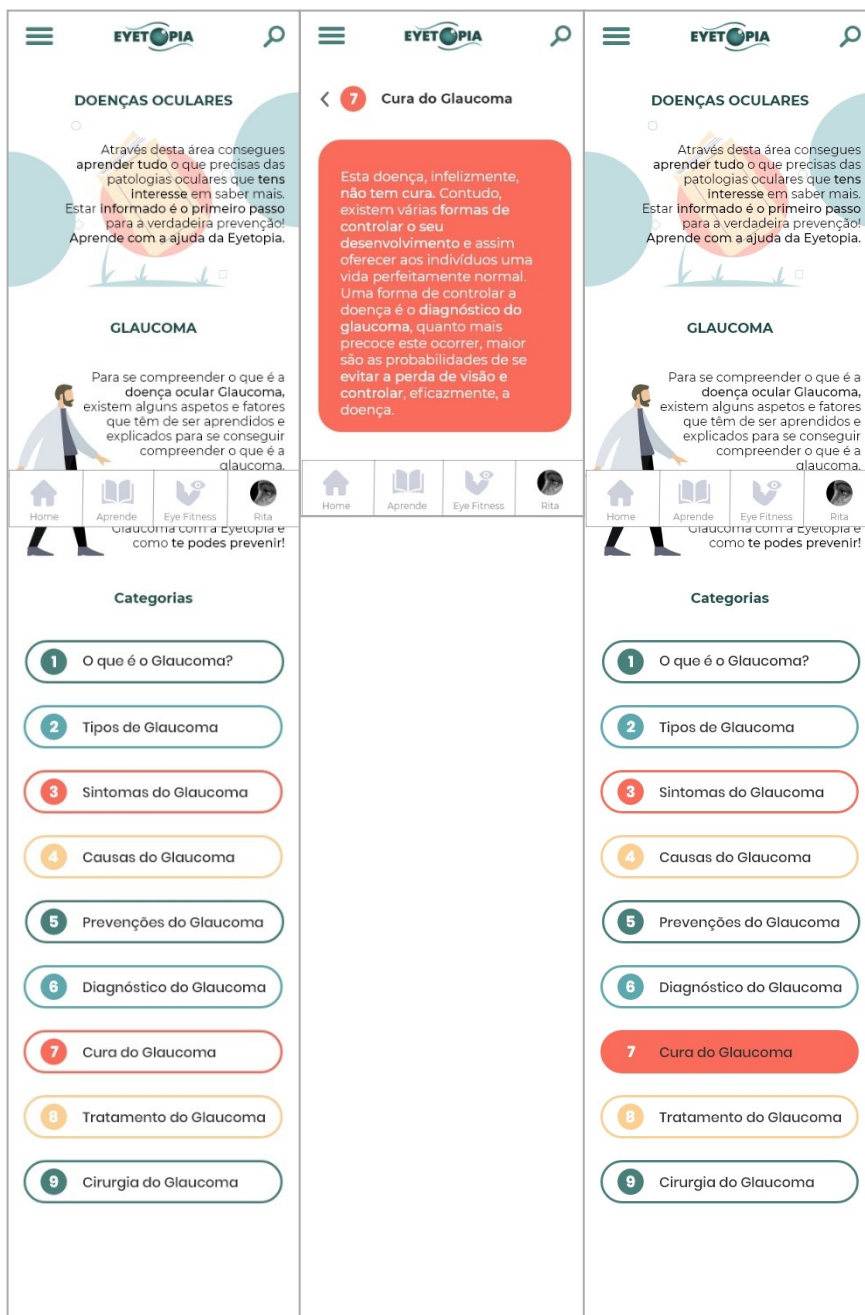 EYETOPIA
DOENÇAS OCULARES
Através desta área consegues
aprender tudo o que precisas das
patologias oculares que tens
interesse em saber mais.
Estar informado é o primeiro passo
para a verdadeira prevenção!
Aprende com a ajuda da Eyetopia.
GLAUCOMA
Para se compreender o que é a
doença ocular Glaucoma,
existem alguns aspetos e fatores
que têm de ser aprendidos e
explicados para se conseguir
compreender o que é a
glaucoma.
Home Aprende Eye Fitness Rita
Glaucoma com a Eyetopia e
como te podes prevenir!
Categorias
1 O que é o Glaucoma?
2 Tipos de Glaucoma
3 Sintomas do Glaucoma
4 Causas do Glaucoma
5 Prevenções do Glaucoma
6 Diagnóstico do Glaucoma
7 Cura do Glaucoma
8 Tratamento do Glaucoma
9 Cirurgia do Glaucoma
EYETOPIA
7 Cura do Glaucoma
Esta doença, infelizmente,
não tem cura. Contudo,
existem várias formas de
controlar o seu
desenvolvimento e assim
oferecer aos indivíduos uma
vida perfeitamente normal.
Uma forma de controlar a
doença é o diagnóstico do
glaucoma, quanto mais
precoce este ocorrer, maior
são as probabilidades de se
evitar a perda de visão e
controlar, eficazmente, a
doença.
Home Aprende Eye Fitness Rita
EYETOPIA
DOENÇAS OCULARES
Através desta área consegues
aprender tudo o que precisas das
patologias oculares que tens
interesse em saber mais.
Estar informado é o primeiro passo
para a verdadeira prevenção!
Aprende com a ajuda da Eyetopia.
GLAUCOMA
Para se compreender o que é a
doença ocular Glaucoma,
existem alguns aspetos e fatores
que têm de ser aprendidos e
explicados para se conseguir
compreender o que é a
glaucoma.
Home Aprende Eye Fitness Rita
Glaucoma com a Eyetopia e
como te podes prevenir!
Categorias
1 O que é o Glaucoma?
2 Tipos de Glaucoma
3 Sintomas do Glaucoma
4 Causas do Glaucoma
5 Prevenções do Glaucoma
6 Diagnóstico do Glaucoma
7 Cura do Glaucoma
8 Tratamento do Glaucoma
9 Cirurgia do Glaucoma